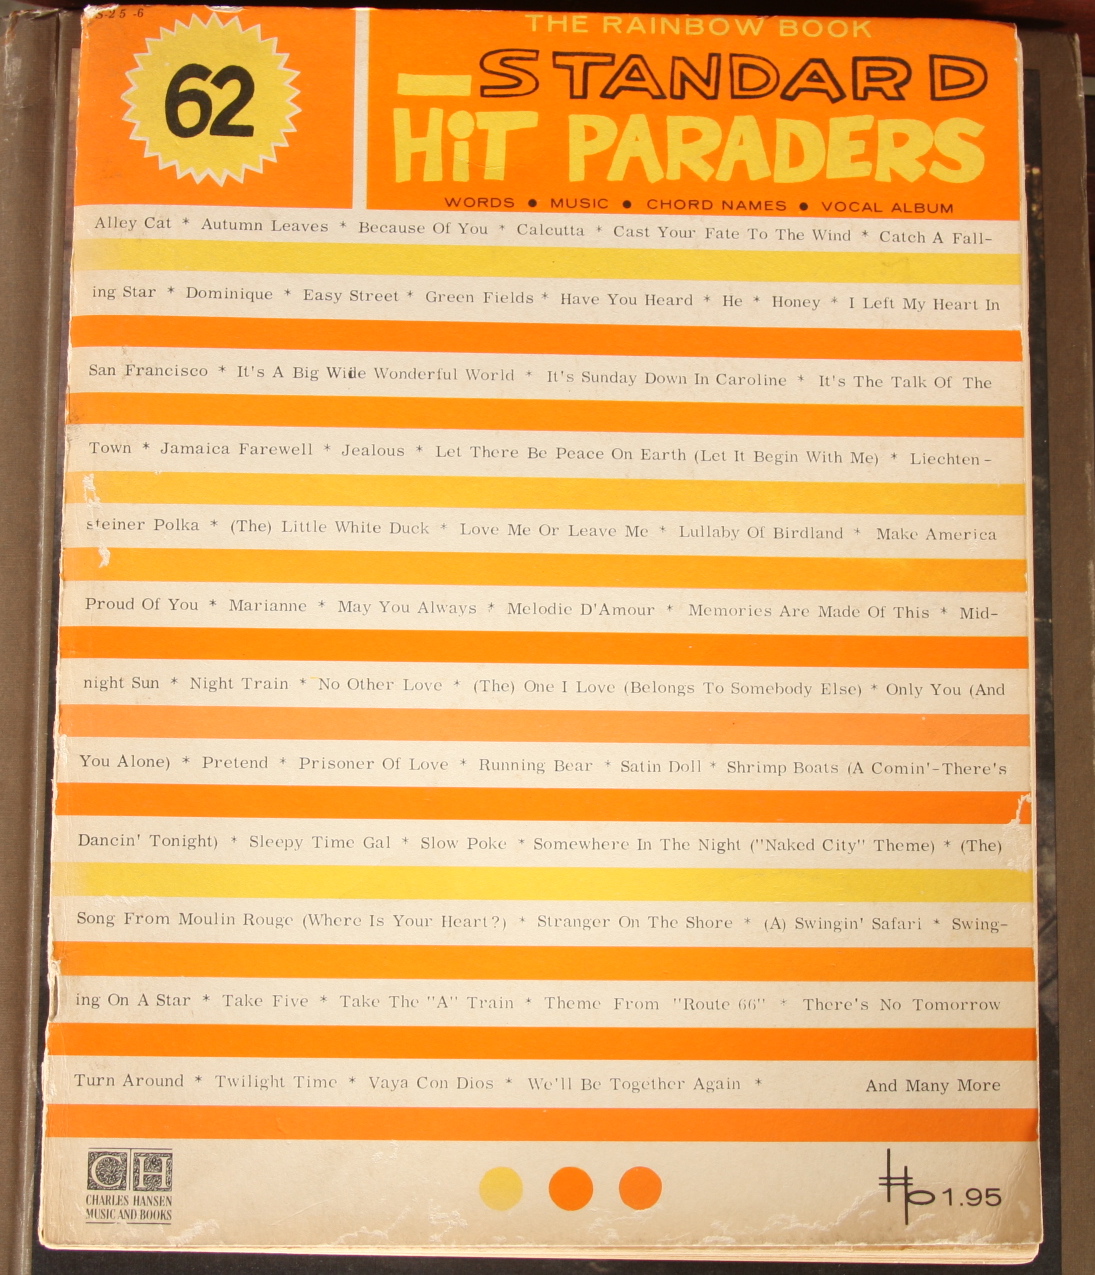 S-25-6
THE RAINBOW BOOK
62
STANDARD
HiT PARADERS
WORDS ● MUSIC ● CHORD NAMES ● VOCAL ALBUM
Alley Cat * Autumn Leaves * Because Of You * Calcutta * Cast Your Fate To The Wind * Catch A Fall-
ing Star * Dominique * Easy Street * Green Fields * Have You Heard * He * Honey * I Left My Heart In
San Francisco * It's A Big Wide Wonderful World * It's Sunday Down In Caroline * It's The Talk Of The
Town * Jamaica Farewell * Jealous * Let There Be Peace On Earth (Let It Begin With Me) * Liechten-
steiner Polka * (The) Little White Duck * Love Me Or Leave Me * Lullaby Of Birdland * Make America
Proud Of You * Marianne * May You Always * Melodie D'Amour * Memories Are Made Of This * Mid-
night Sun * Night Train * No Other Love * (The) One I Love (Belongs To Somebody Else) * Only You (And
You Alone) * Pretend * Prisoner Of Love * Running Bear * Satin Doll * Shrimp Boats (A Comin'-There's
Dancin' Tonight) * Sleepy Time Gal * Slow Poke * Somewhere In The Night ("Naked City" Theme) * (The)
Song From Moulin Rouge (Where Is Your Heart?) * Stranger On The Shore * (A) Swingin' Safari * Swing-
ing On A Star * Take Five * Take The "A" Train * Theme From "Route 66" * There's No Tomorrow
Turn Around * Twilight Time * Vaya Con Dios * We'll Be Together Again * And Many More
CH
CHARLES HANSEN
MUSIC AND BOOKS
Hp 1.95